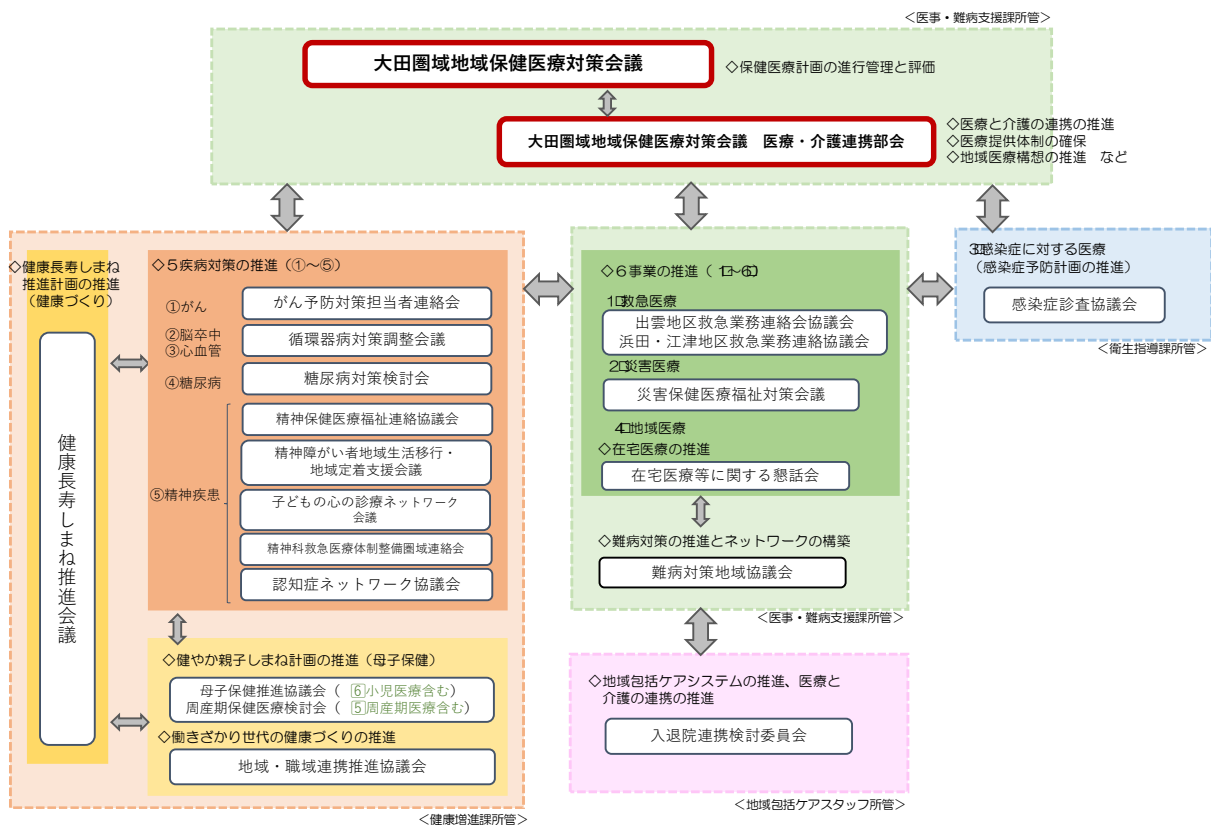 ＜医事・難病支援課所管＞
大田圏域地域保健医療対策会議
◇保健医療計画の進行管理と評価
大田圏域地域保健医療対策会議　医療・介護連携部会
◇医療と介護の連携の推進
◇医療提供体制の確保
◇地域医療構想の推進　など
◇健康長寿しまね
推進計画の推進
（健康づくり）
健康長寿しまね推進会議
◇５疾病対策の推進（①～⑤）
①がん
がん予防対策担当者連絡会
②脳卒中
③心血管
循環器病対策調整会議
④糖尿病
糖尿病対策検討会
⑤精神疾患
精神保健医療福祉連絡協議会
精神障がい者地域生活移行・
地域定着支援会議
子どもの心の診療ネットワーク
会議
精神科救急医療体制整備圏域連絡会
認知症ネットワーク協議会
◇健やか親子しまね計画の推進（母子保健）
母子保健推進協議会（ 6小児医療含む）
周産期保健医療検討会（ 5周産期医療含む）
◇働きざかり世代の健康づくりの推進
地域・職域連携推進協議会
＜健康増進課所管＞
◇６事業の推進（ 1～6）
1救急医療
出雲地区救急業務連絡会協議会
浜田・江津地区救急業務連絡協議会
2災害医療
災害保健医療福祉対策会議
4地域医療
◇在宅医療の推進
在宅医療等に関する懇話会
◇難病対策の推進とネットワークの構築
難病対策地域協議会
＜医事・難病支援課所管＞
3感染症に対する医療
（感染症予防計画の推進）
感染症診査協議会
＜衛生指導課所管＞
◇地域包括ケアシステムの推進、医療と
介護の連携の推進
入退院連携検討委員会
＜地域包括ケアスタッフ所管＞